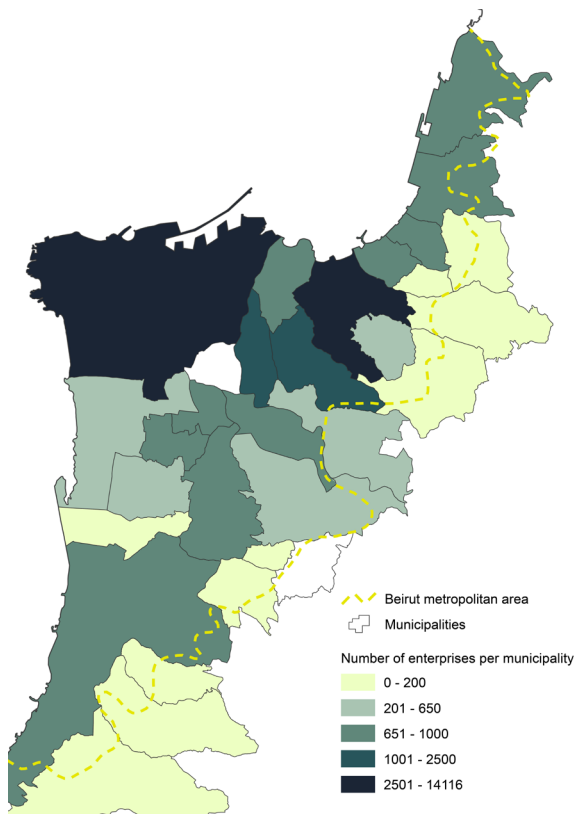 Beirut metropolitan area
Municipalities
Number of enterprises per municipality
0 - 200
201 - 650
651 - 1000
1001 - 2500
2501 - 14116